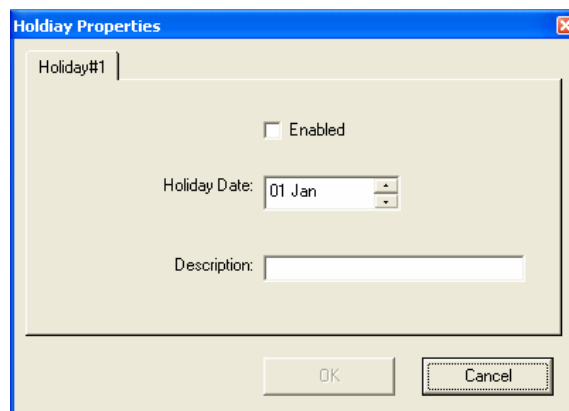 Holdiay Properties
Holiday#1
Enabled
Holiday Date: 01 Jan
Description:
OK Cancel